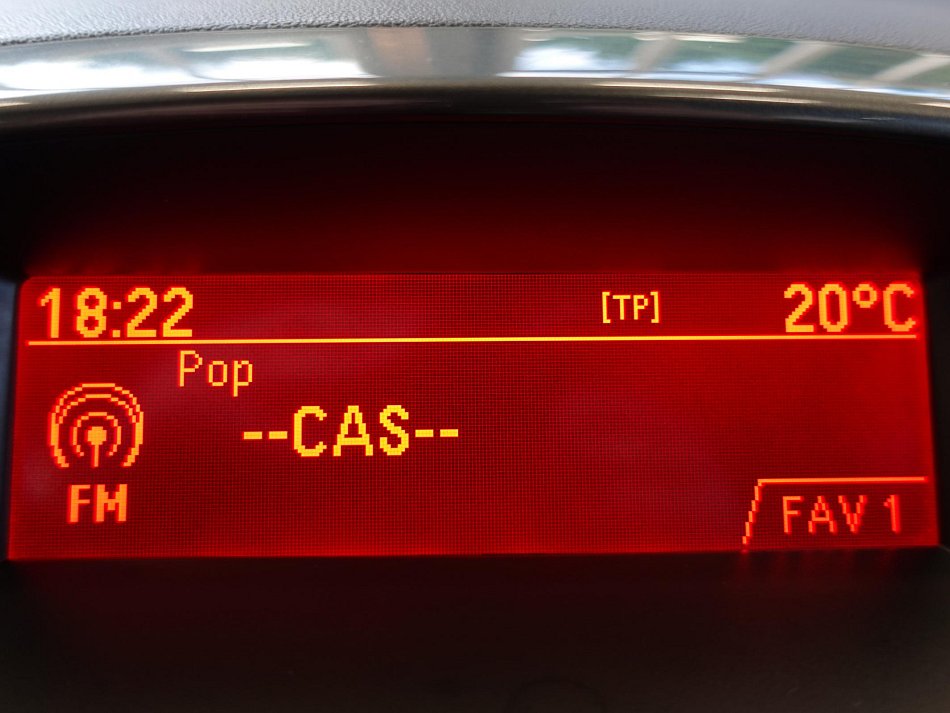 18:22 [TP] 20°C
Pop
--CAS--
FM
FAV 1